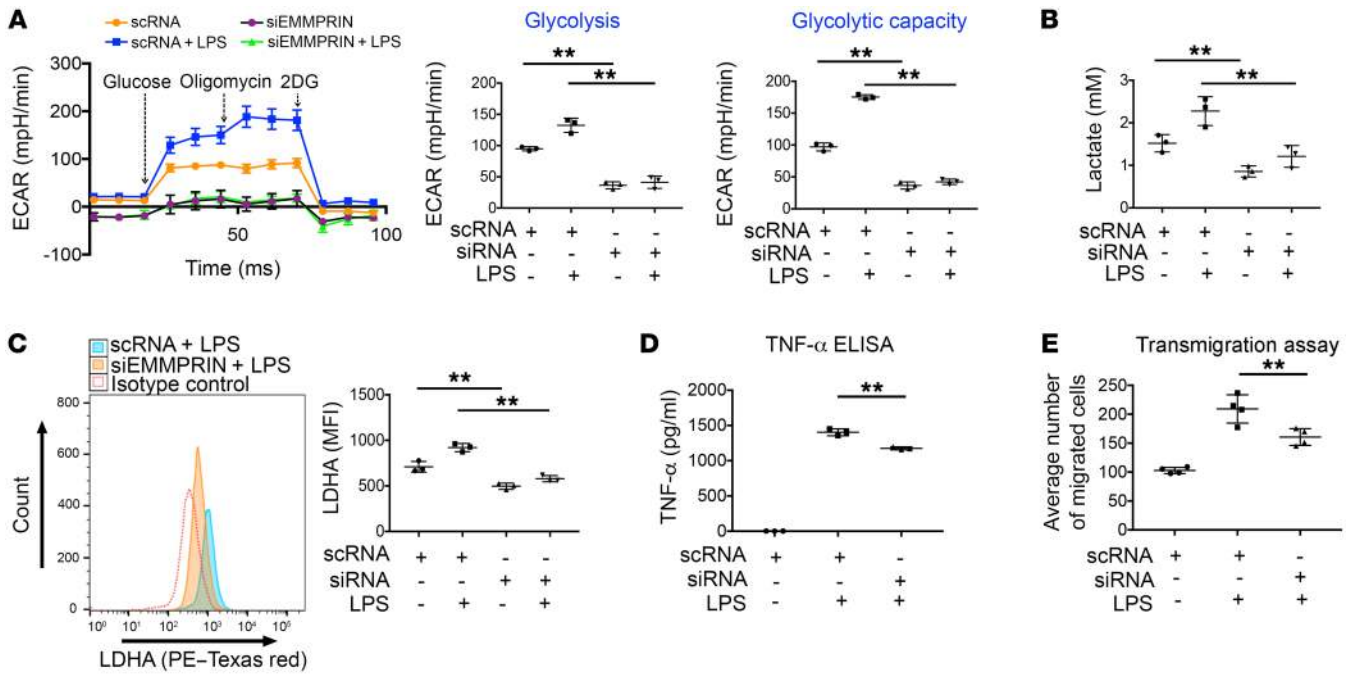 A
scRNA
siEMMPRIN
scRNA + LPS
siEMMPRIN + LPS
300
200
100
0
-100
50
100
Glucose
Oligomycin
2DG
ECAR (mpH/min)
Time (ms)
Glycolysis
**
**
150
100
50
0
ECAR (mpH/min)
scRNA + + - -
siRNA - - + +
LPS - + - +
Glycolytic capacity
**
**
200
150
100
50
0
ECAR (mpH/min)
scRNA + + - -
siRNA - - + +
LPS - + - +
B
**
**
3
2
1
0
Lactate (mM)
scRNA + + - -
siRNA - - + +
LPS - + - +
C
scRNA + LPS
siEMMPRIN + LPS
Isotype control
800
600
400
200
0
Count
10⁰ 10¹ 10² 10³ 10⁴ 10⁵
LDHA (PE–Texas red)
**
**
1500
1000
500
0
LDHA (MFI)
scRNA + + - -
siRNA - - + +
LPS - + - +
D
TNF-α ELISA
**
2000
1500
1000
500
0
TNF-α (pg/ml)
scRNA + + -
siRNA - - +
LPS - + +
E
Transmigration assay
**
250
200
150
100
50
0
Average number
of migrated cells
scRNA + + -
siRNA - - +
LPS - + +